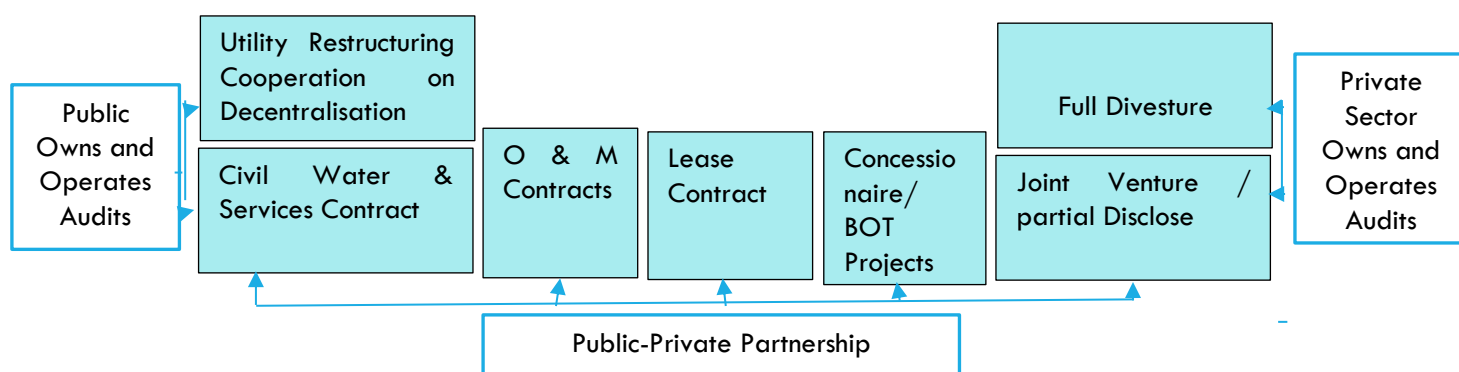 Public
Owns and
Operates
Audits
Utility Restructuring
Cooperation on
Decentralisation
Civil Water &
Services Contract
O & M
Contracts
Lease
Contract
Concessio
naire/
BOT
Projects
Full Divesture
Joint Venture /
partial Disclose
Private
Sector
Owns and
Operates
Audits
Public-Private Partnership